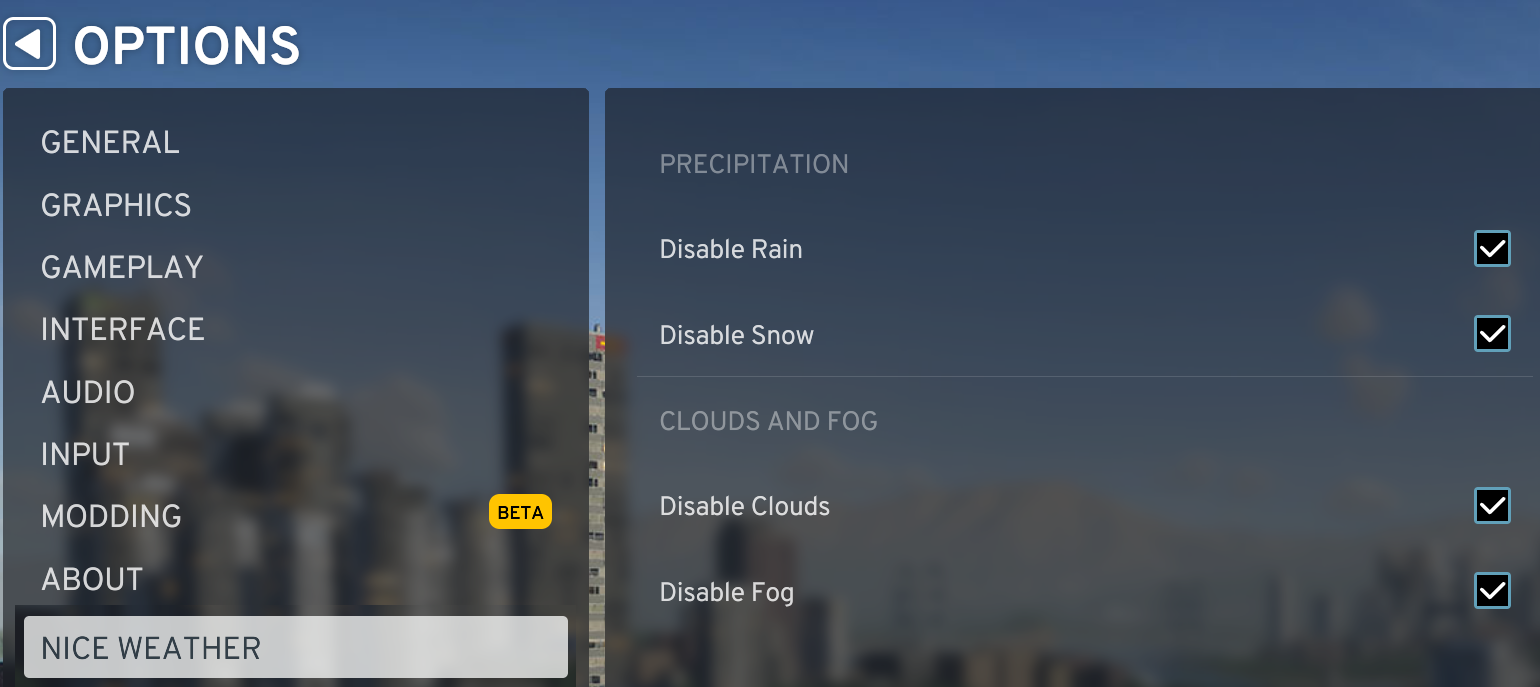 OPTIONS
GENERAL
GRAPHICS
GAMEPLAY
INTERFACE
AUDIO
INPUT
MODDING BETA
ABOUT
NICE WEATHER
PRECIPITATION
Disable Rain
Disable Snow
CLOUDS AND FOG
Disable Clouds
Disable Fog